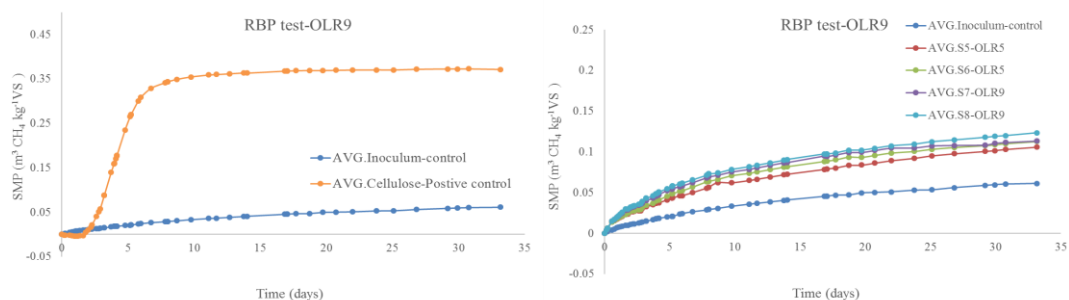 RBP test-OLR9
0.45
0.35
0.25
0.15
0.05
-0.05
0
5
10
15
20
25
30
35
SMP (m³ CH₄ kg⁻¹VS)
Time (days)
AVG.Inoculum-control
AVG.Cellulose-Postive control
RBP test-OLR9
0.25
0.2
0.15
0.1
0.05
0
-0.05
0
5
10
15
20
25
30
35
SMP (m³ CH₄ kg⁻¹VS)
Time (days)
AVG.Inoculum-control
AVG.S5-OLR5
AVG.S6-OLR5
AVG.S7-OLR9
AVG.S8-OLR9